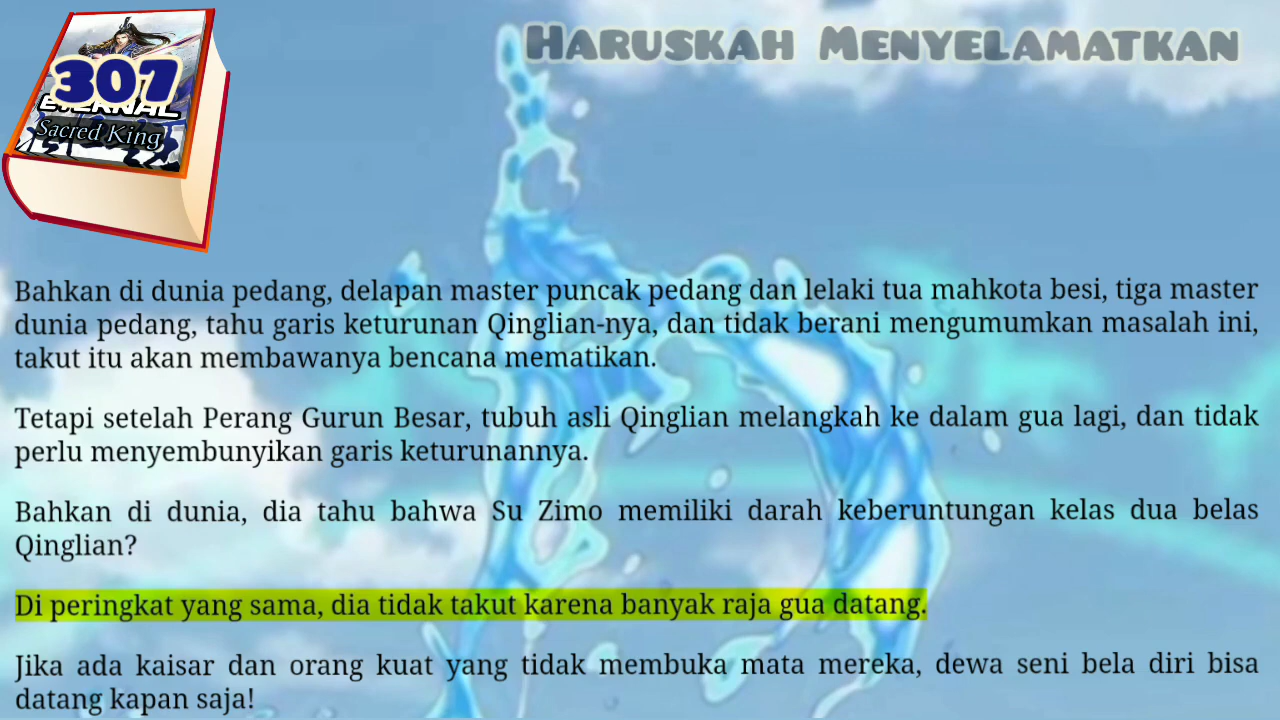 HARUSKAH MENYELAMATKAN
307
ETERNAL
Sacred King
Bahkan di dunia pedang, delapan master puncak pedang dan lelaki tua mahkota besi, tiga master
dunia pedang, tahu garis keturunan Qinglian-nya, dan tidak berani mengumumkan masalah ini,
takut itu akan membawanya bencana mematikan.
Tetapi setelah Perang Gurun Besar, tubuh asli Qinglian melangkah ke dalam gua lagi, dan tidak
perlu menyembunyikan garis keturunannya.
Bahkan di dunia, dia tahu bahwa Su Zimo memiliki darah keberuntungan kelas dua belas
Qinglian?
Di peringkat yang sama, dia tidak takut karena banyak raja gua datang.
Jika ada kaisar dan orang kuat yang tidak membuka mata mereka, dewa seni bela diri bisa
datang kapan saja!